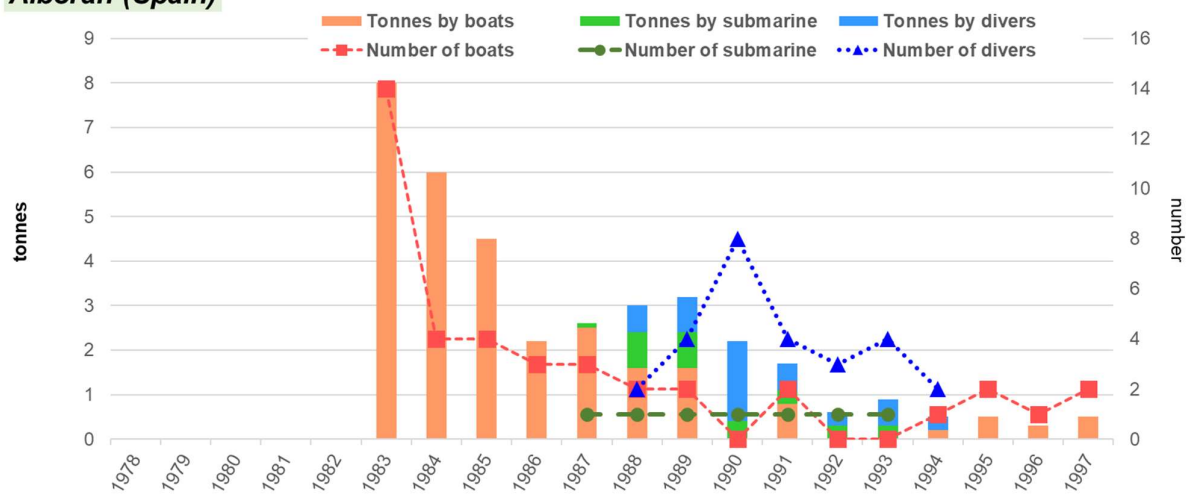 Alboran (Spain)
Tonnes by boats Tonnes by submarine Tonnes by divers
Number of boats Number of submarine Number of divers
9 16
8 14
7 12
6 10
5 8
4 6
3 4
2 2
1 0
0
tonnes
number
1978 1979 1980 1981 1982 1983 1984 1985 1986 1987 1988 1989 1990 1991 1992 1993 1994 1995 1996 1997